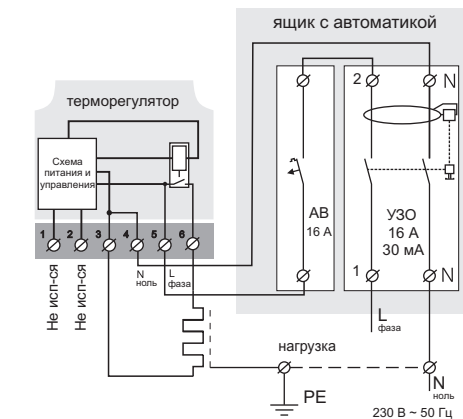 ящик с автоматикой
терморегулятор
Схема
питания и
управления
2
N
АВ
16 А
УЗО
16 А
30 мА
1
N
1
2
3
4
5
6
Не исп-ся
Не исп-ся
N
ноль
L
фаза
L
фаза
нагрузка
PE
N
ноль
230 В ~ 50 Гц